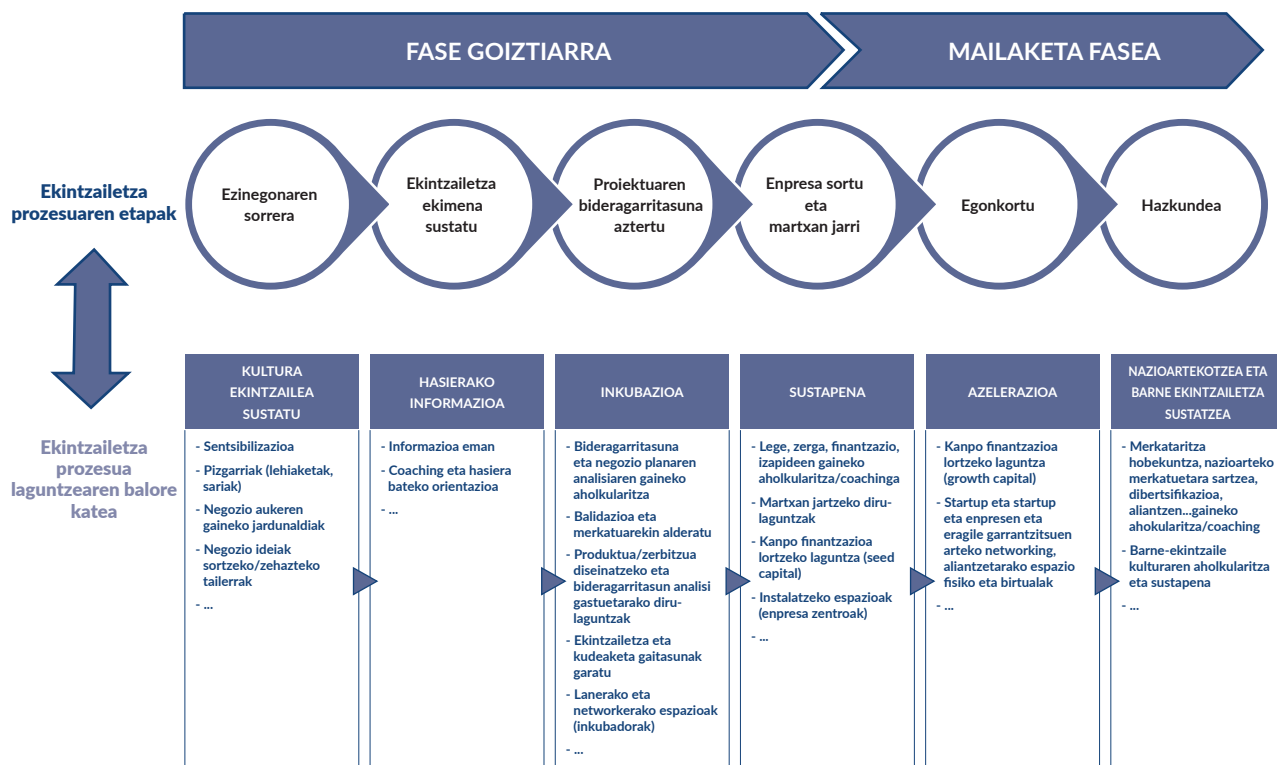 FASE GOIZTIARRA
MAILAKETA FASEA
Ekintzailetza
prozesuaren etapak
Ezinegonaren
sorrera
Ekintzailetza
ekimena
sustatu
Proiektuaren
bideragarritasuna
aztertu
Enpresa sortu
eta
martxan jarri
Egonkortu
Hazkundea
Ekintzailetza
prozesua
laguntzearen balore
katea
KULTURA
EKINTZAILEA
SUSTATU
- Sentsibilizazioa
- Pizgarriak (lehiaketak,
sariak)
- Negozio aukeren
gaineko jardunaldiak
- Negozio ideiak
sortzeko/zehazteko
tailerrak
- ...
HASIERAKO
INFORMAZIOA
- Informazioa eman
- Coaching eta hasiera
bateko orientazioa
- ...
INKUBAZIOA
- Bideragarritasuna
eta negozio planaren
analisiaren gaineko
aholkularitza
- Balidazioa eta
merkatuarekin alderatu
- Produktua/zerbitzua
diseinatzeko eta
bideragarritasun analisi
gastuetarako diru-
laguntzak
- Ekintzailetza eta
kudeaketa gaitasunak
garatu
- Lanerako eta
networkerako espazioak
(inkubadorak)
- ...
SUSTAPENA
- Lege, zerga, finantzazio,
izapideen gaineko
aholkularitza/coachinga
- Martxan jartzeko diru-
laguntzak
- Kanpo finantzazioa
lortzeko laguntza (seed
capital)
- Instalatzeko espazioak
(enpresa zentroak)
- ...
AZELERAZIOA
- Kanpo finantzazioa
lortzeko laguntza
(growth capital)
- Startup eta startup
eta enpresen eta
eragile garrantzitsuen
arteko networking,
aliantzetarako espazio
fisiko eta birtualak
- ...
NAZIOARTEKOTZEA ETA
BARNE EKINTZAILETZA
SUSTATZEA
- Merkataritza
hobekuntza, nazioarteko
merkatuetara sartzea,
dibertsifikazioa,
aliantzen...gaineko
ahokularitza/coaching
- Barne-ekintzaile
kulturaren aholkularitza
eta sustapena
- ...